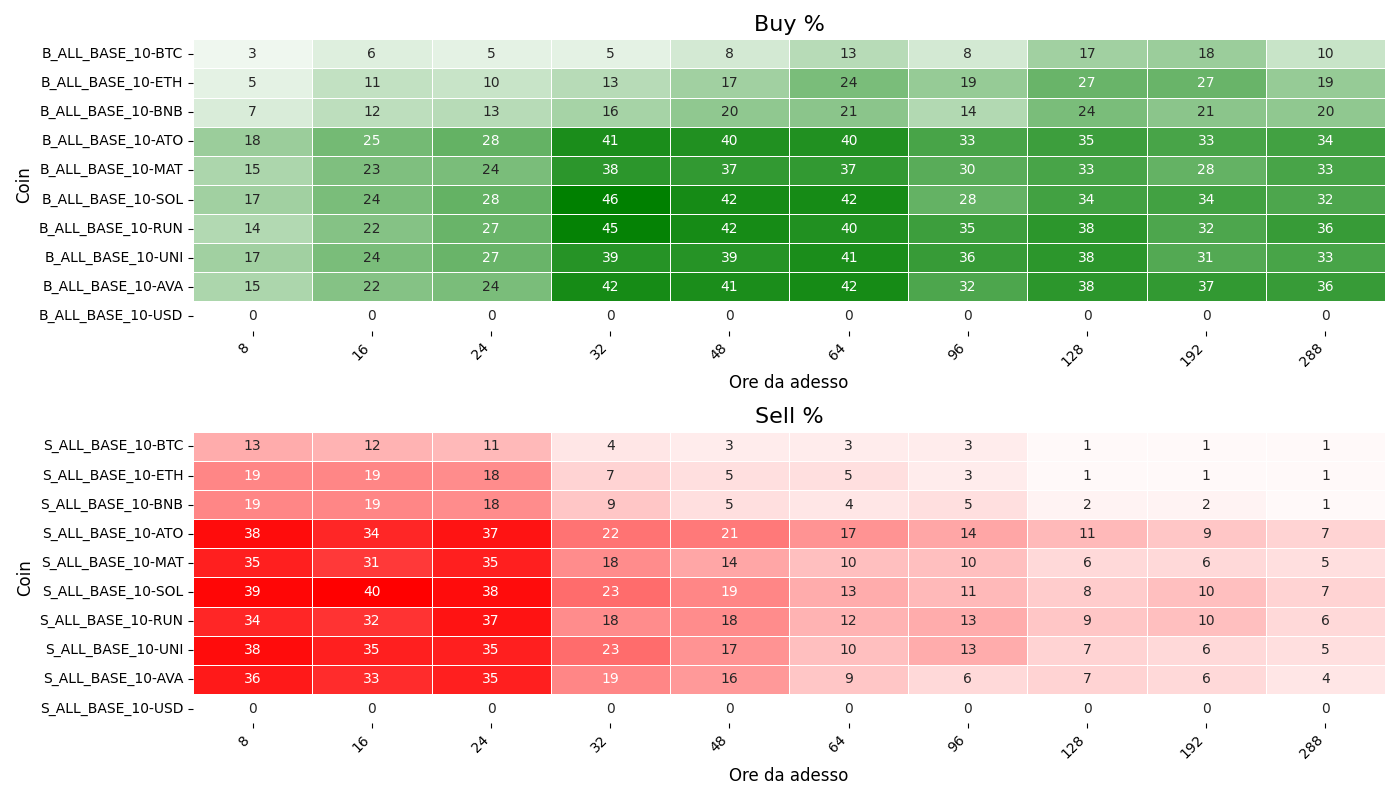 Buy %
Coin
B_ALL_BASE_10-BTC 3 6 5 5 8 13 8 17 18 10
B_ALL_BASE_10-ETH 5 11 10 13 17 24 19 27 27 19
B_ALL_BASE_10-BNB 7 12 13 16 20 21 14 24 21 20
B_ALL_BASE_10-ATO 18 25 28 41 40 40 33 35 33 34
B_ALL_BASE_10-MAT 15 23 24 38 37 37 30 33 28 33
B_ALL_BASE_10-SOL 17 24 28 46 42 42 28 34 34 32
B_ALL_BASE_10-RUN 14 22 27 45 42 40 35 38 32 36
B_ALL_BASE_10-UNI 17 24 27 39 39 41 36 38 31 33
B_ALL_BASE_10-AVA 15 22 24 42 41 42 32 38 37 36
B_ALL_BASE_10-USD 0 0 0 0 0 0 0 0 0 0
8 16 24 32 48 64 96 128 192 288
Ore da adesso
Sell %
Coin
S_ALL_BASE_10-BTC 13 12 11 4 3 3 3 1 1 1
S_ALL_BASE_10-ETH 19 19 18 7 5 5 3 1 1 1
S_ALL_BASE_10-BNB 19 19 18 9 5 4 5 2 2 1
S_ALL_BASE_10-ATO 38 34 37 22 21 17 14 11 9 7
S_ALL_BASE_10-MAT 35 31 35 18 14 10 10 6 6 5
S_ALL_BASE_10-SOL 39 40 38 23 19 13 11 8 10 7
S_ALL_BASE_10-RUN 34 32 37 18 18 12 13 9 10 6
S_ALL_BASE_10-UNI 38 35 35 23 17 10 13 7 6 5
S_ALL_BASE_10-AVA 36 33 35 19 16 9 6 7 6 4
S_ALL_BASE_10-USD 0 0 0 0 0 0 0 0 0 0
8 16 24 32 48 64 96 128 192 288
Ore da adesso